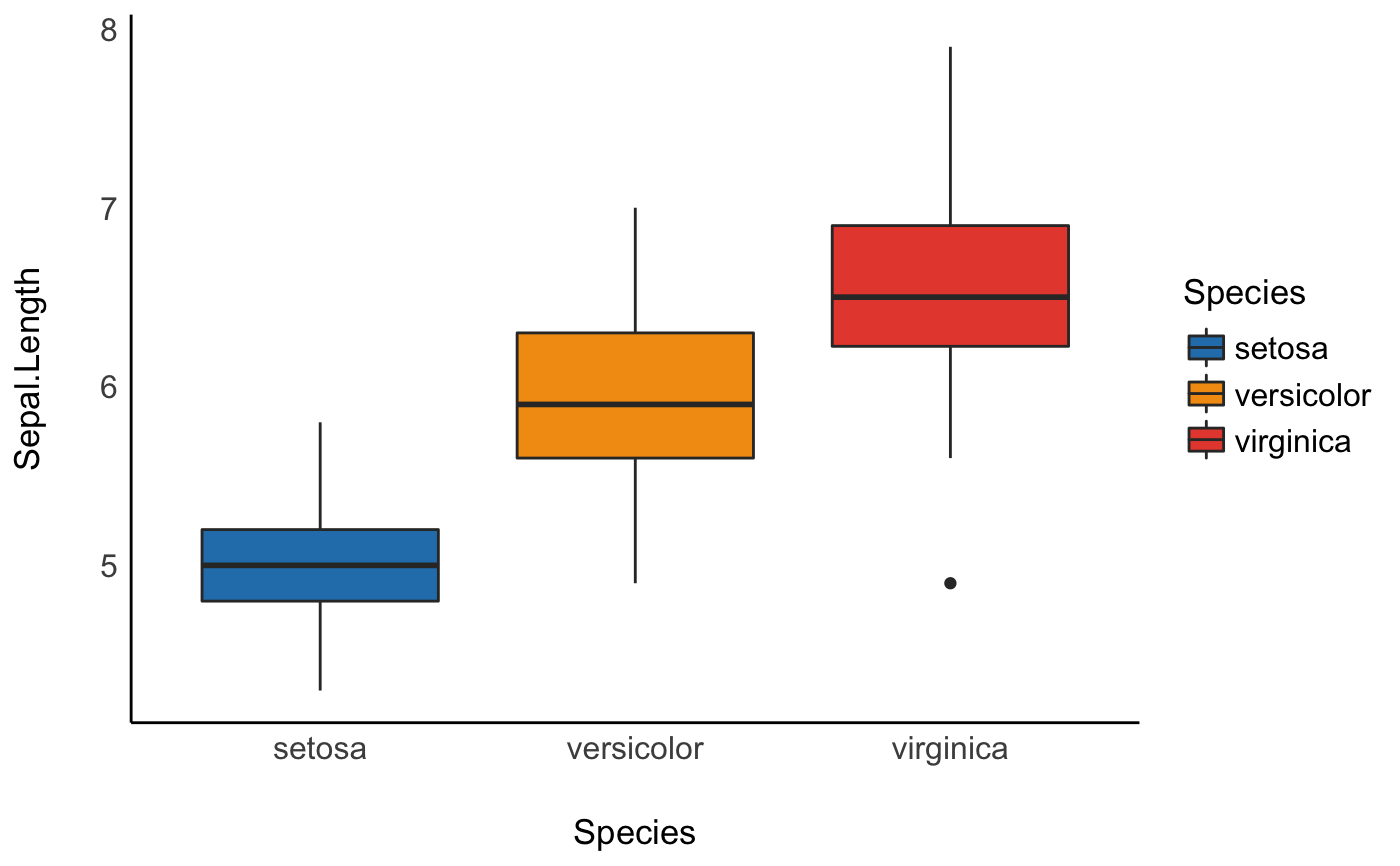 Sepal.Length
8
7
6
5
setosa versicolor virginica
Species
Species
setosa
versicolor
virginica